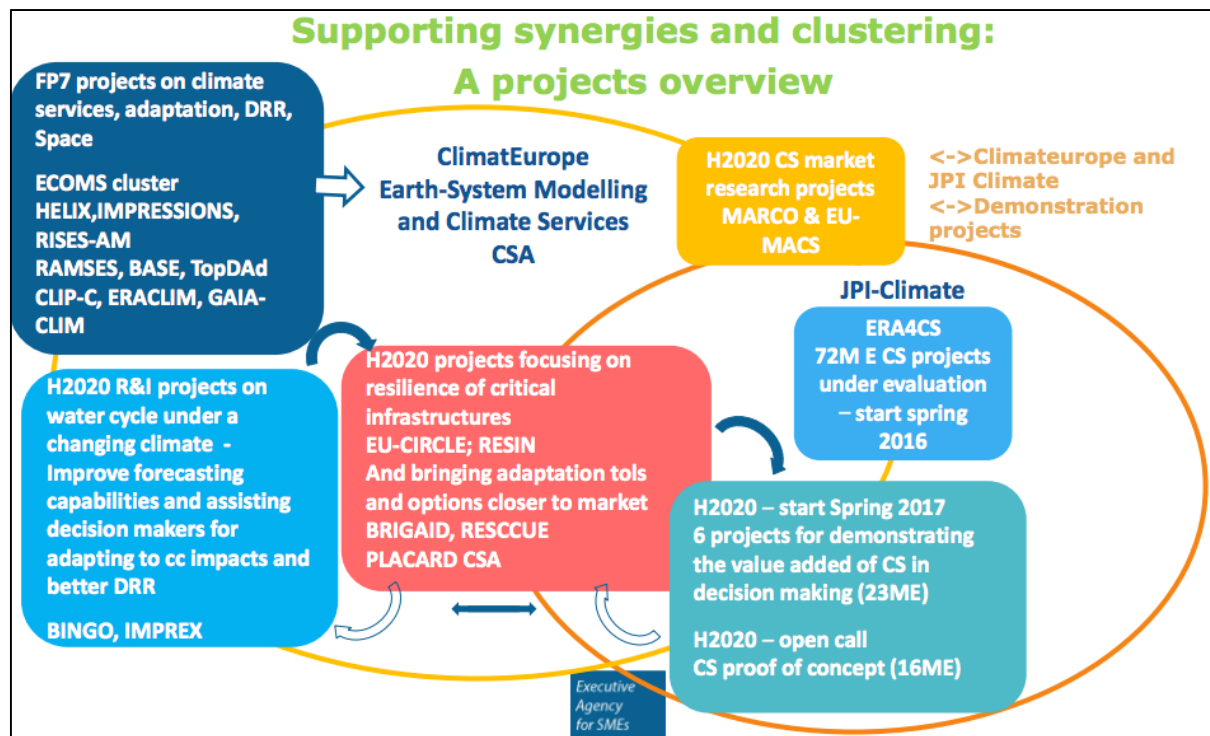 Supporting synergies and clustering:
A projects overview
FP7 projects on climate
services, adaptation, DRR,
Space
ECOMS cluster
HELIX,IMPRESSIONS,
RISES-AM
RAMSES, BASE, TopDAd
CLIP-C, ERACLIM, GAIA-
CLIM
ClimatEurope
Earth-System Modelling
and Climate Services
CSA
H2020 CS market
research projects
MARCO & EU-
MACS
<->Climateurope and
JPI Climate
<->Demonstration
projects
JPI-Climate
ERA4CS
72M E CS projects
under evaluation
– start spring
2016
H2020 R&I projects on
water cycle under a
changing climate -
Improve forecasting
capabilities and assisting
decision makers for
adapting to cc impacts and
better DRR
BINGO, IMPREX
H2020 projects focusing on
resilience of critical
infrastructures
EU-CIRCLE; RESIN
And bringing adaptation tols
and options closer to market
BRIGAID, RESCCUE
PLACARD CSA
H2020 – start Spring 2017
6 projects for demonstrating
the value added of CS in
decision making (23ME)
H2020 – open call
CS proof of concept (16ME)
Executive
Agency
for SMEs